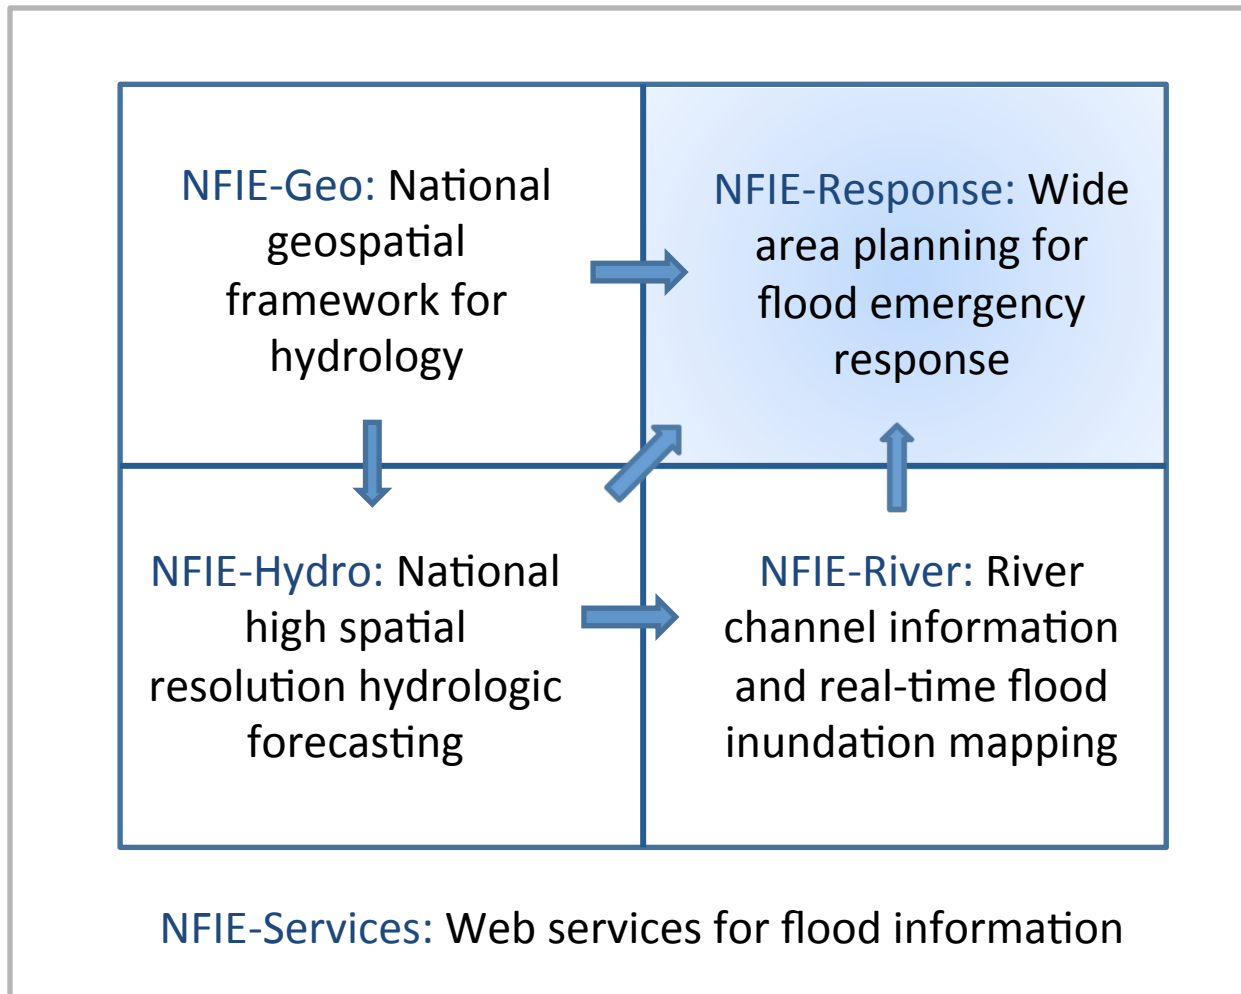 NFIE-Geo: National
geospatial
framework for
hydrology
NFIE-Response: Wide
area planning for
flood emergency
response
NFIE-Hydro: National
high spatial
resolution hydrologic
forecasting
NFIE-River: River
channel information
and real-time flood
inundation mapping
NFIE-Services: Web services for flood information